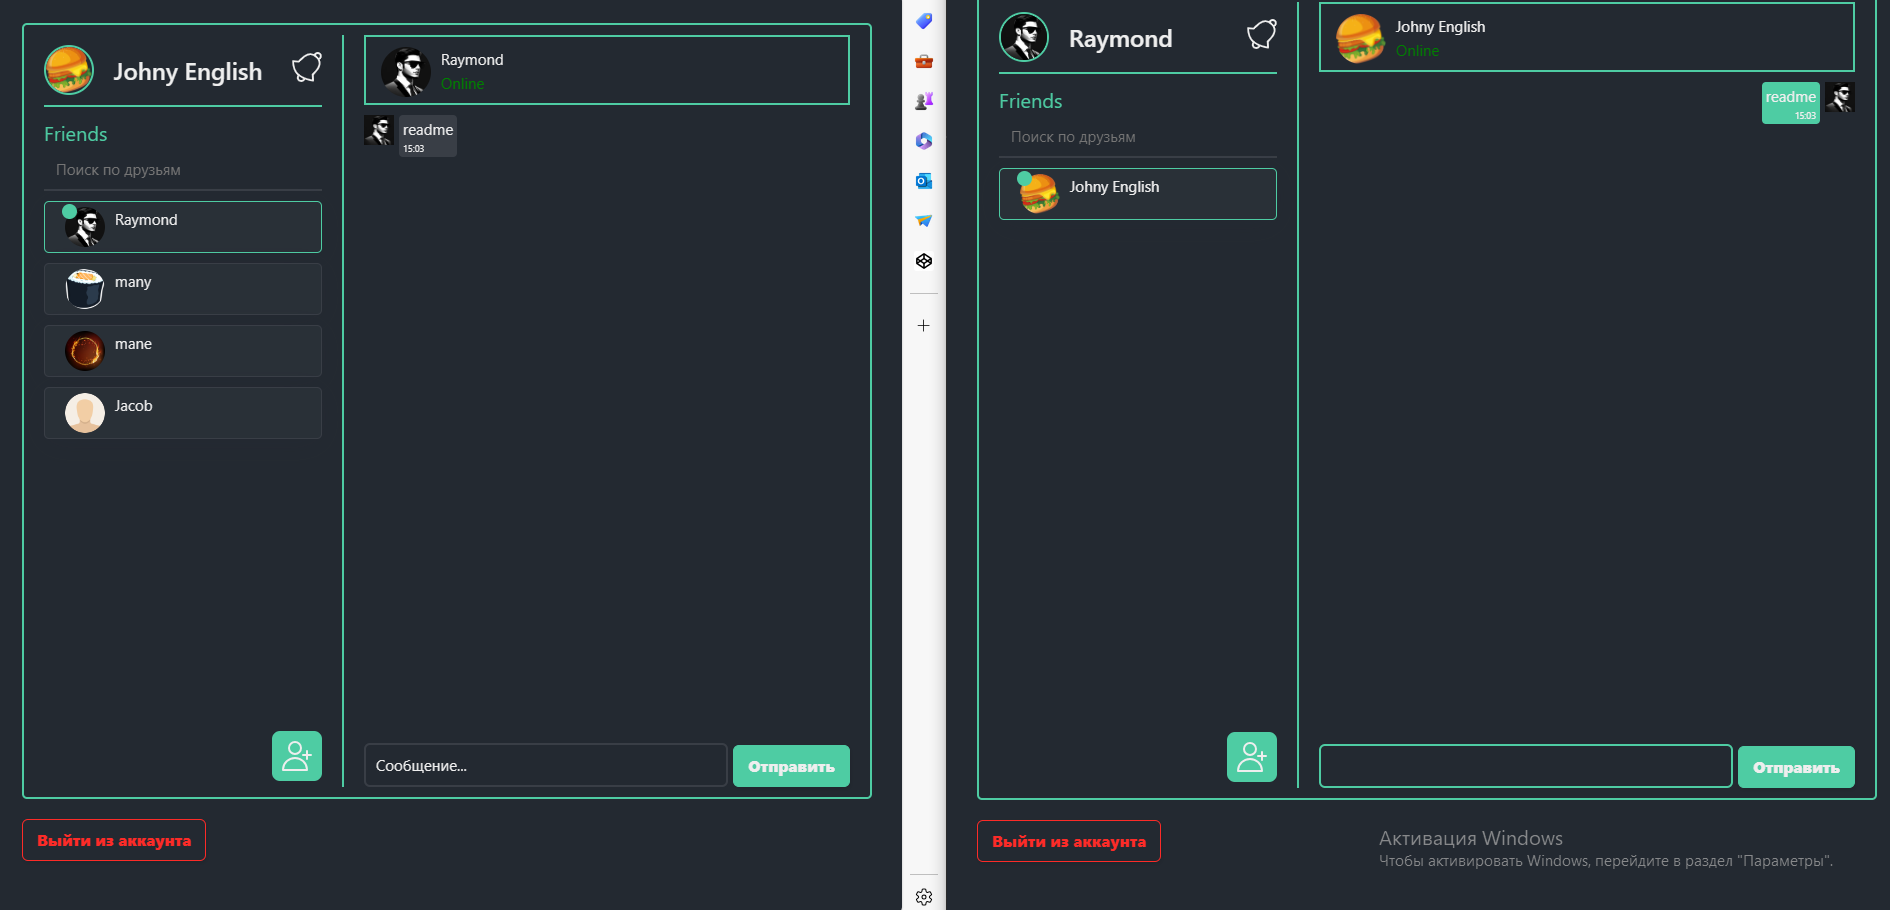 Johny English
Friends
Поиск по друзьям
Raymond
many
mane
Jacob
Raymond
Online
readme
15:03
Сообщение...
Отправить
Выйти из аккаунта
Raymond
Friends
Поиск по друзьям
Johny English
Johny English
Online
readme
15:03
Отправить
Выйти из аккаунта
Активация Windows
Чтобы активировать Windows, перейдите в раздел "Параметры".